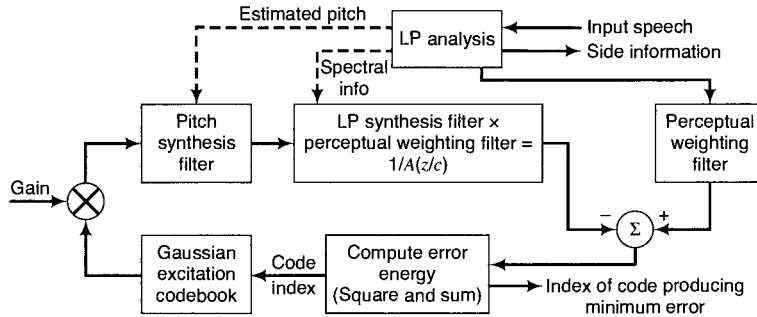 Estimated pitch
LP analysis
Input speech
Side information
Spectral
info
Pitch
synthesis
filter
LP synthesis filter ×
perceptual weighting filter =
1/A(z/c)
Perceptual
weighting
filter
Gain
− +
Σ
Gaussian
excitation
codebook
Code
index
Compute error
energy
(Square and sum)
Index of code producing
minimum error